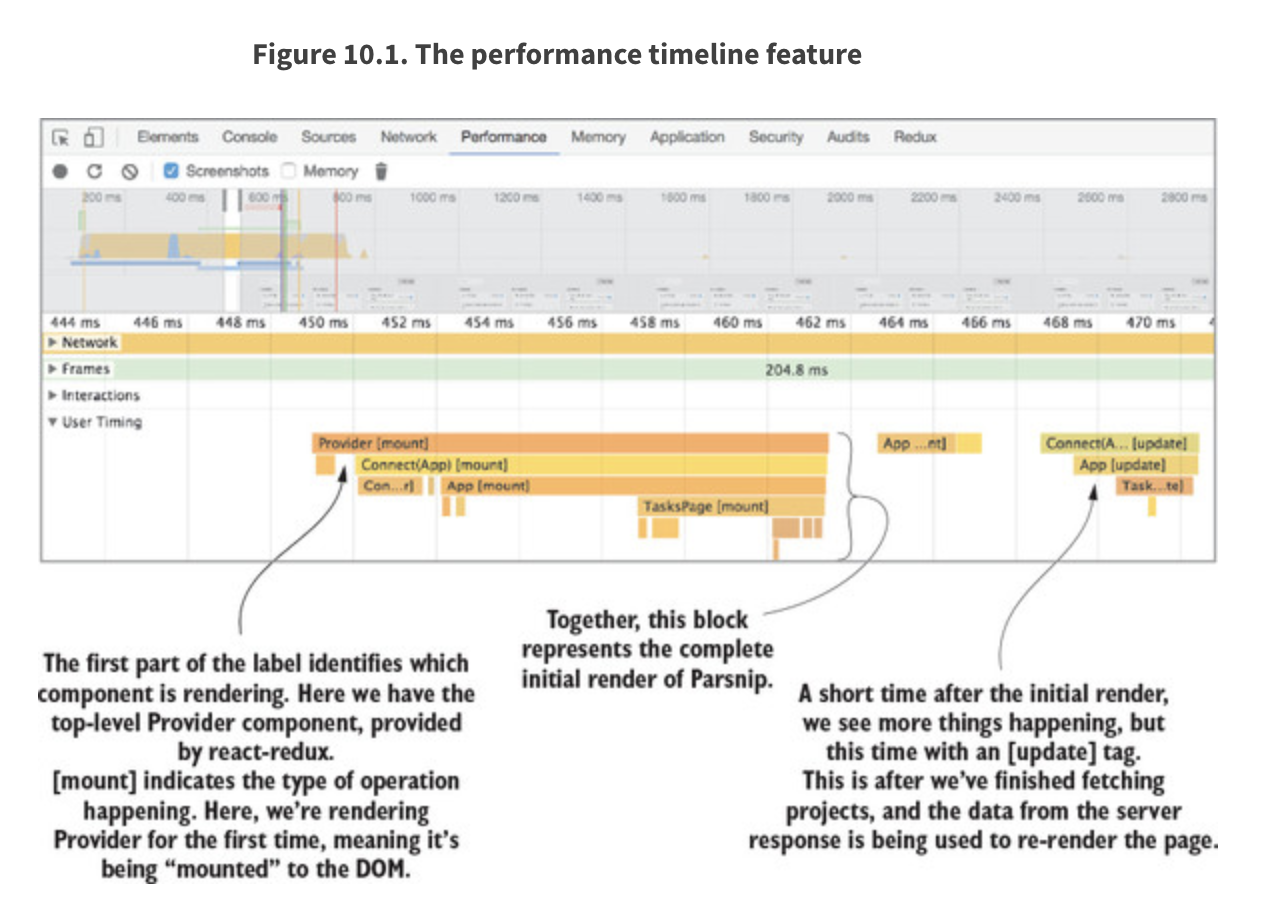 Figure 10.1. The performance timeline feature
Elements Console Sources Network Performance Memory Application Security Audits Redux
Screenshots Memory
200 ms 400 ms 600 ms 800 ms 1000 ms 1200 ms 1400 ms 1600 ms 1800 ms 2000 ms 2200 ms 2400 ms 2600 ms 2800 ms
444 ms 446 ms 448 ms 450 ms 452 ms 454 ms 456 ms 458 ms 460 ms 462 ms 464 ms 466 ms 468 ms 470 ms 4
Network
Frames 204.8 ms
Interactions
User Timing
Provider [mount] App ...nt] Connect(A... [update]
Connect(App) [mount] App [update]
Con...r] App [mount] Task...te]
TasksPage [mount]
The first part of the label identifies which
component is rendering. Here we have the
top-level Provider component, provided
by react-redux.
[mount] indicates the type of operation
happening. Here, we're rendering
Provider for the first time, meaning it's
being “mounted” to the DOM.
Together, this block
represents the complete
initial render of Parsnip.
A short time after the initial render,
we see more things happening, but
this time with an [update] tag.
This is after we've finished fetching
projects, and the data from the server
response is being used to re-render the page.